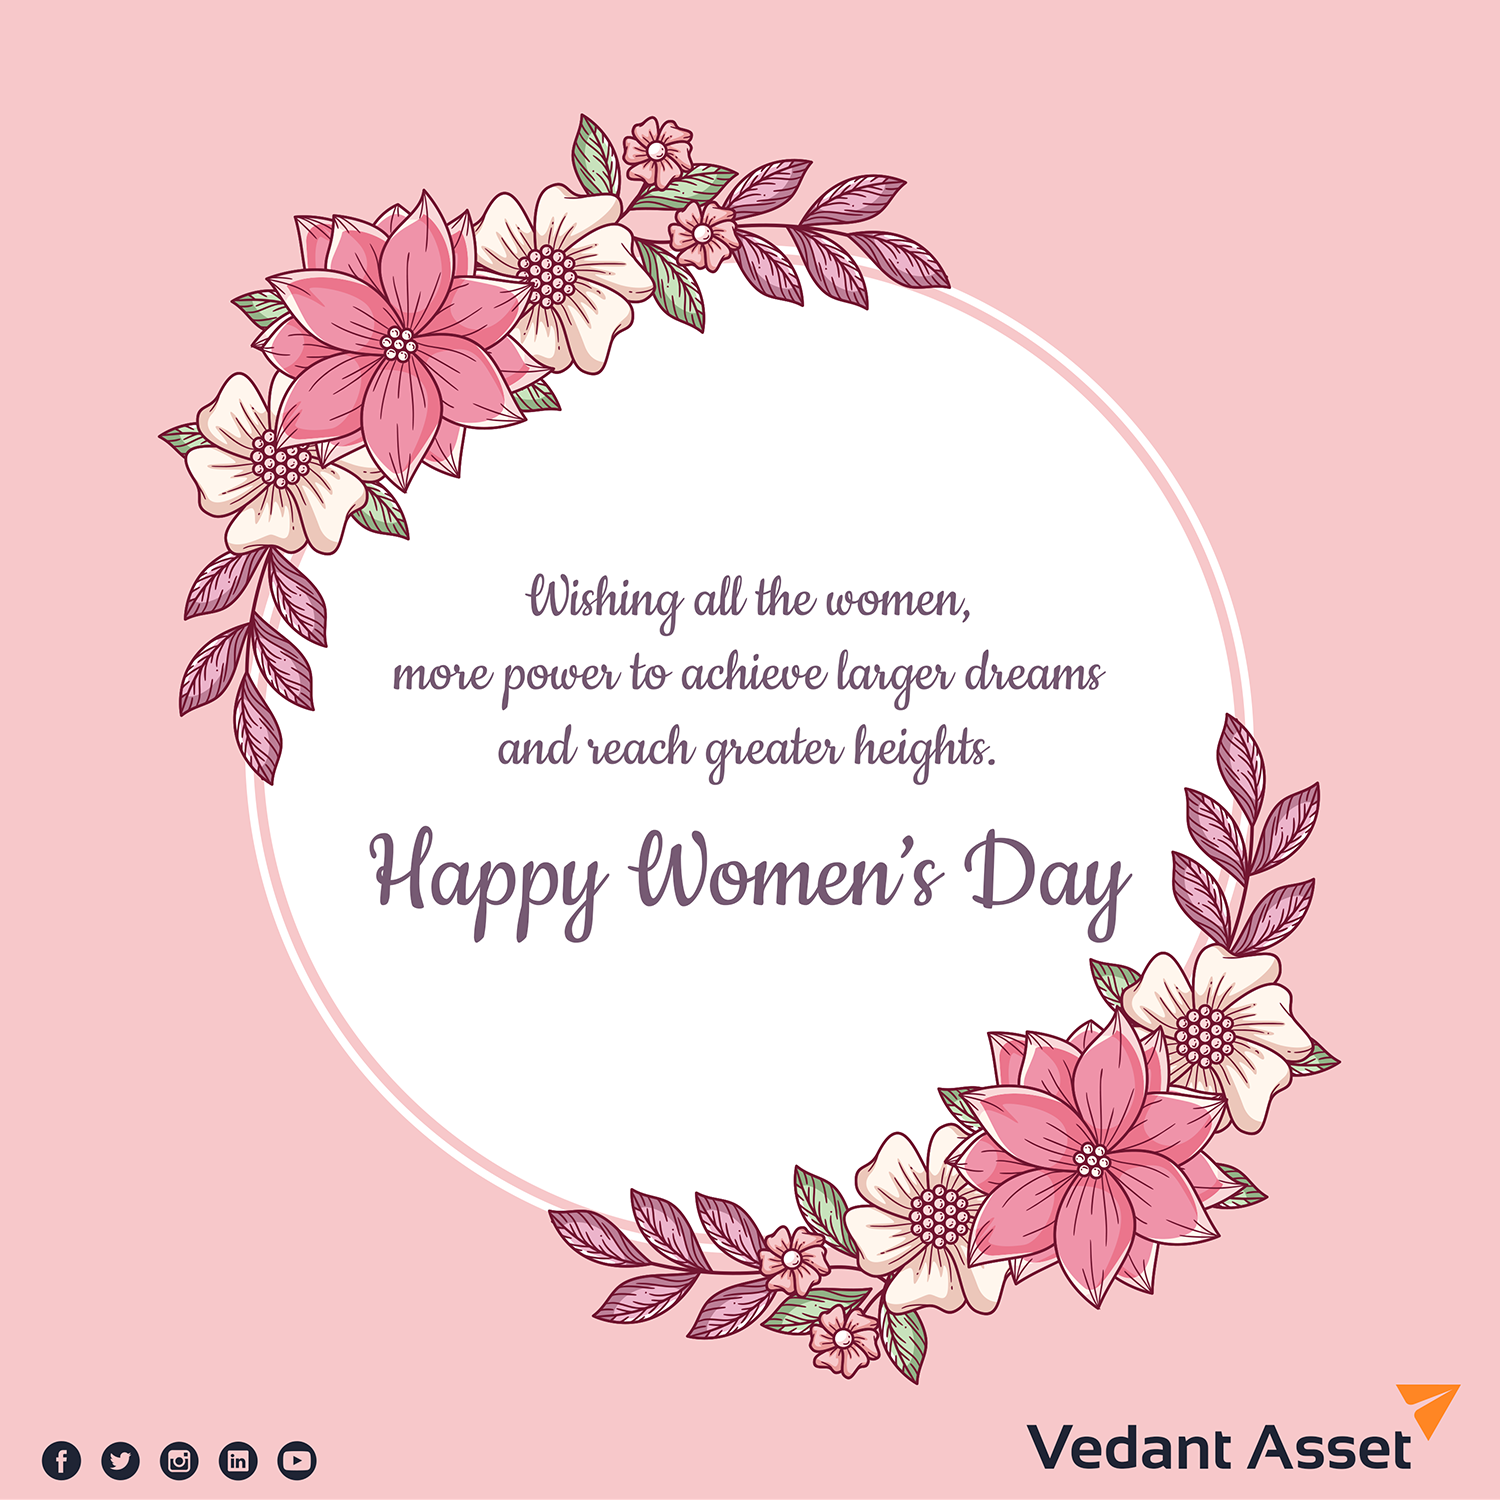 Wishing all the women,
more power to achieve larger dreams
and reach greater heights.
Happy Women's Day
Vedant Asset